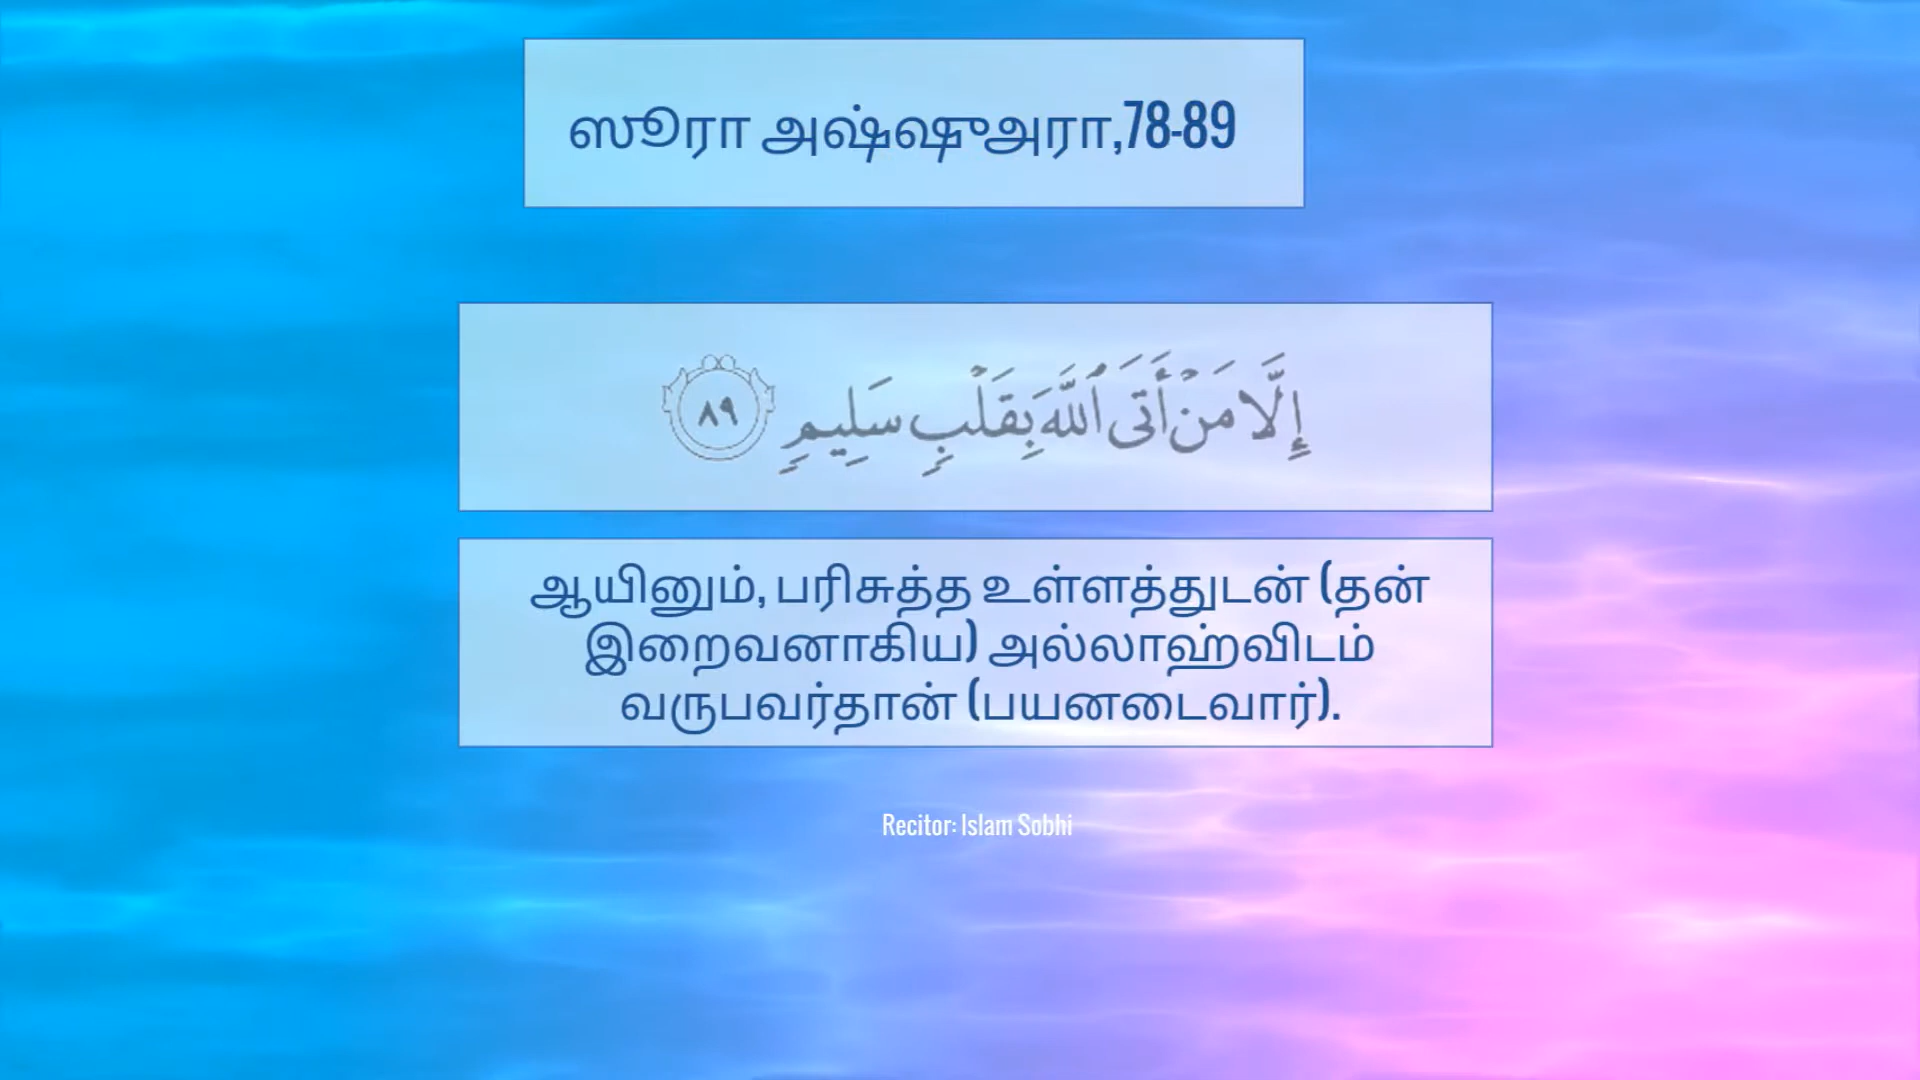 ஸூரா அஷ்ஷுஅரா,78-89
إِلَّا مَنْ أَتَى ٱللَّهَ بِقَلْبٍ سَلِيمٍ ٨٩
ஆயினும், பரிசுத்த உள்ளத்துடன் (தன்
இறைவனாகிய) அல்லாஹ்விடம்
வருபவர்தான் (பயனடைவார்).
Recitor: Islam Sobhi